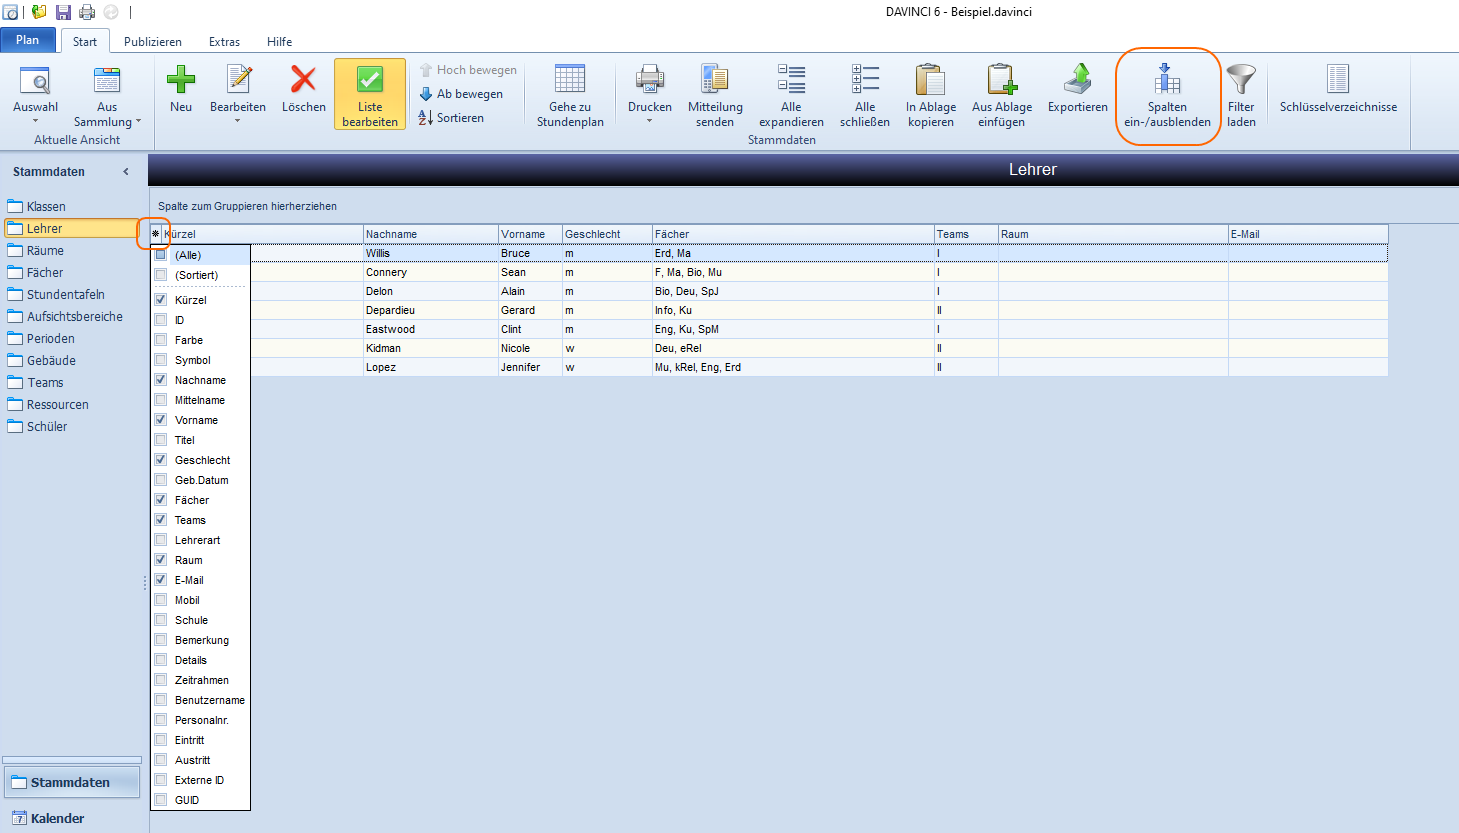 DAVINCI 6 - Beispiel.davinci
Plan
Start
Publizieren
Extras
Hilfe
Auswahl
Aus
Sammlung
Aktuelle Ansicht
Neu
Bearbeiten
Löschen
Liste
bearbeiten
Hoch bewegen
Ab bewegen
Sortieren
Gehe zu
Stundenplan
Drucken
Mitteilung
senden
Alle
expandieren
Alle
schließen
In Ablage
kopieren
Aus Ablage
einfügen
Exportieren
Spalten
ein-/ausblenden
Filter
laden
Stammdaten
Schlüsselverzeichnisse
Stammdaten
Klassen
Lehrer
Räume
Fächer
Stundentafeln
Aufsichtsbereiche
Perioden
Gebäude
Teams
Ressourcen
Schüler
Stammdaten
Kalender
Lehrer
Spalte zum Gruppieren hierherziehen
Kürzel Nachname Vorname Geschlecht Fächer Teams Raum E-Mail
Willis Bruce m Erd, Ma I
Connery Sean m F, Ma, Bio, Mu I
Delon Alain m Bio, Deu, SpJ I
Depardieu Gerard m Info, Ku II
Eastwood Clint m Eng, Ku, SpM I
Kidman Nicole w Deu, eRel II
Lopez Jennifer w Mu, kRel, Eng, Erd II
(Alle)
(Sortiert)
Kürzel
ID
Farbe
Symbol
Nachname
Mittelname
Vorname
Titel
Geschlecht
Geb.Datum
Fächer
Teams
Lehrerart
Raum
E-Mail
Mobil
Schule
Bemerkung
Details
Zeitrahmen
Benutzername
Personalnr.
Eintritt
Austritt
Externe ID
GUID